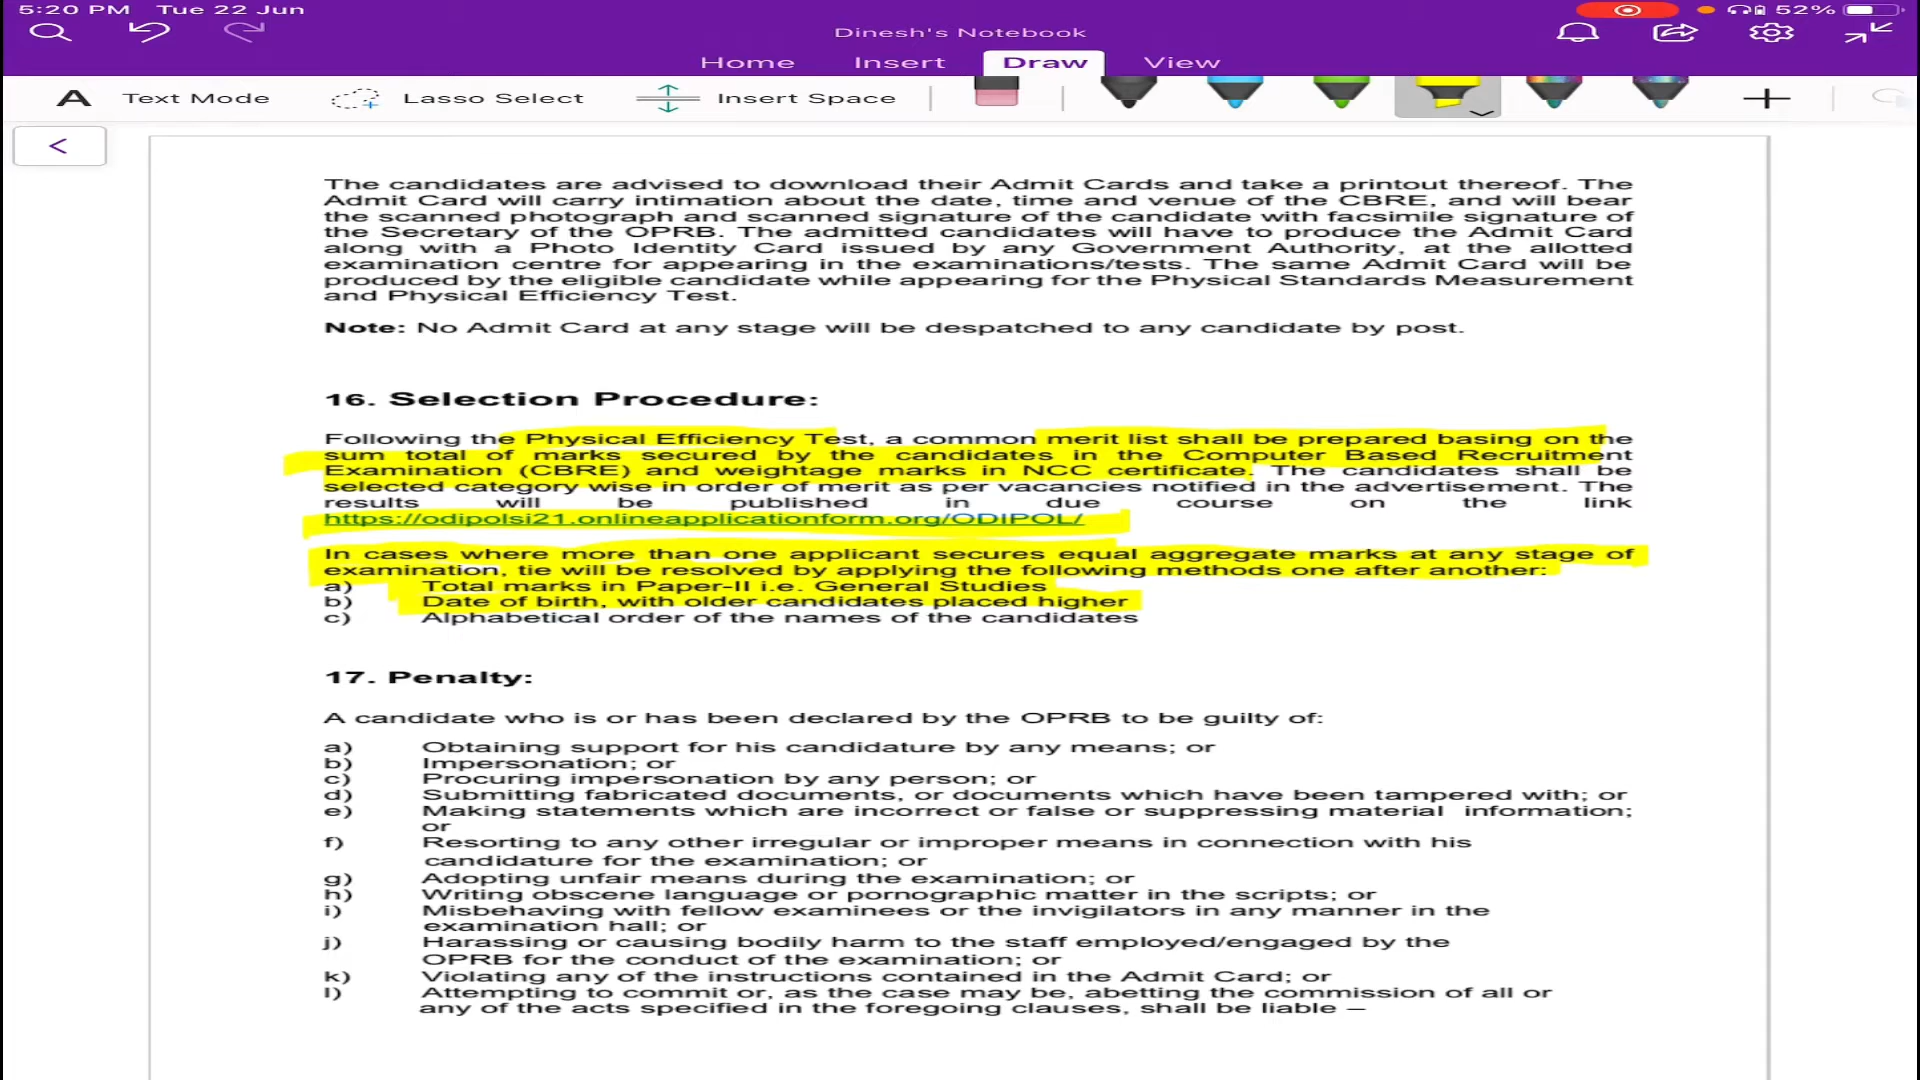 5:20 PM Tue 22 Jun
52%
Dinesh's Notebook
Home Insert Draw View
Text Mode Lasso Select Insert Space
The candidates are advised to download their Admit Cards and take a printout thereof. The
Admit Card will carry intimation about the date, time and venue of the CBRE, and will bear
the scanned photograph and scanned signature of the candidate with facsimile signature of
the Secretary of the OPRB. The admitted candidates will have to produce the Admit Card
along with a Photo Identity Card issued by any Government Authority, at the allotted
examination centre for appearing in the examinations/tests. The same Admit Card will be
produced by the eligible candidate while appearing for the Physical Standards Measurement
and Physical Efficiency Test.
Note: No Admit Card at any stage will be despatched to any candidate by post.
16. Selection Procedure:
Following the Physical Efficiency Test, a common merit list shall be prepared basing on the
sum total of marks secured by the candidates in the Computer Based Recruitment
Examination (CBRE) and weightage marks in NCC certificate. The candidates shall be
selected category wise in order of merit as per vacancies notified in the advertisement. The
results will be published in due course on the link
https://odipolsi21.onlineapplicationform.org/ODIPOL/
In cases where more than one applicant secures equal aggregate marks at any stage of
examination, tie will be resolved by applying the following methods one after another:
a) Total marks in Paper-II i.e. General Studies
b) Date of birth, with older candidates placed higher
c) Alphabetical order of the names of the candidates
17. Penalty:
A candidate who is or has been declared by the OPRB to be guilty of:
a) Obtaining support for his candidature by any means; or
b) Impersonation; or
c) Procuring impersonation by any person; or
d) Submitting fabricated documents, or documents which have been tampered with; or
e) Making statements which are incorrect or false or suppressing material information;
or
f) Resorting to any other irregular or improper means in connection with his
candidature for the examination; or
g) Adopting unfair means during the examination; or
h) Writing obscene language or pornographic matter in the scripts; or
i) Misbehaving with fellow examinees or the invigilators in any manner in the
examination hall; or
j) Harassing or causing bodily harm to the staff employed/engaged by the
OPRB for the conduct of the examination; or
k) Violating any of the instructions contained in the Admit Card; or
l) Attempting to commit or, as the case may be, abetting the commission of all or
any of the acts specified in the foregoing clauses, shall be liable –